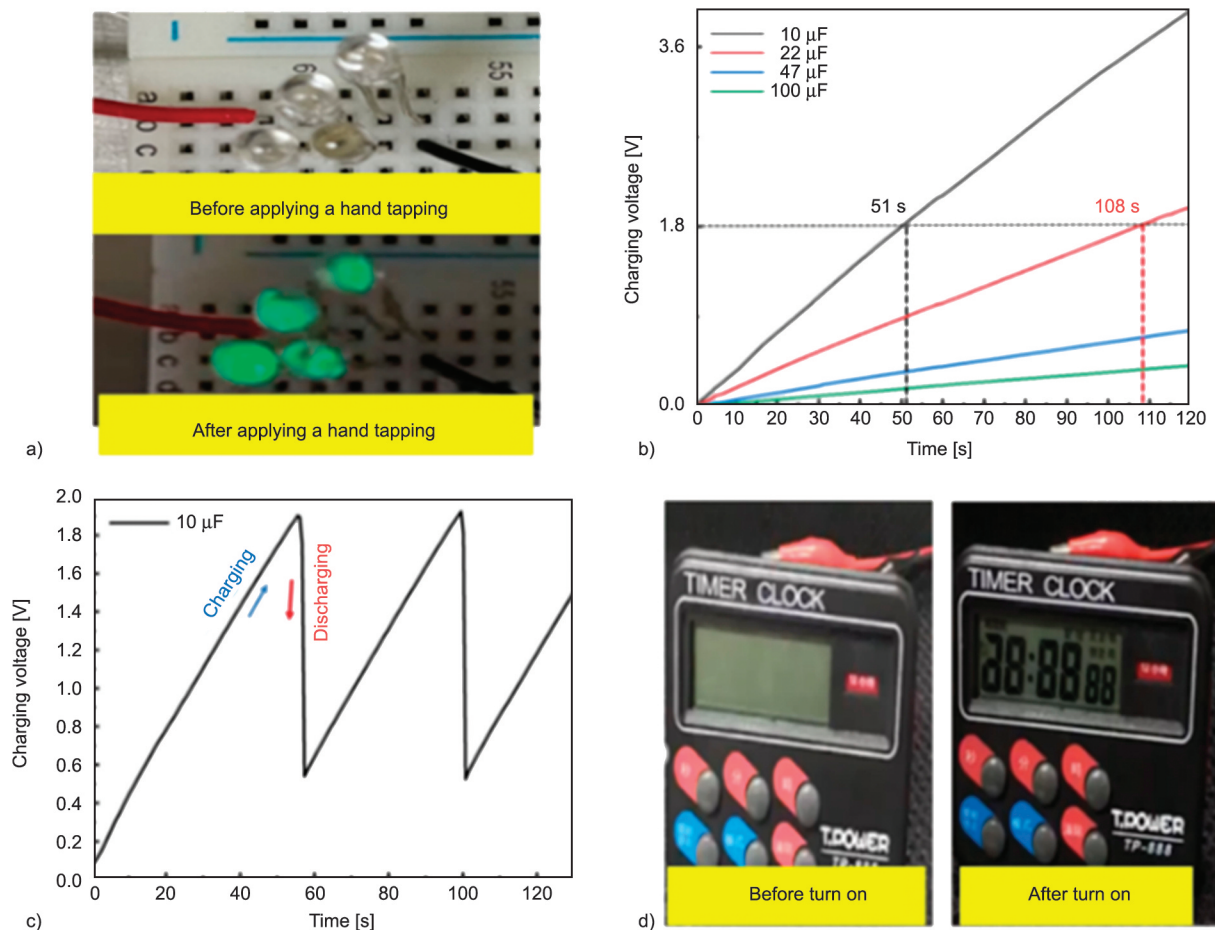 6
55
a
b
c
Before applying a hand tapping
55
b
c
d
After applying a hand tapping
a)
10 μF
22 μF
47 μF
100 μF
3.6
1.8
0.0
51 s
108 s
Charging voltage [V]
0 10 20 30 40 50 60 70 80 90 100 110 120
Time [s]
b)
2.0
1.8
1.6
1.4
1.2
1.0
0.8
0.6
0.4
0.2
0.0
10 μF
Charging
Discharging
Charging voltage [V]
0 20 40 60 80 100 120
Time [s]
c)
TIMER CLOCK
T.POWER
TP-888
Before turn on
TIMER CLOCK
38:88 88
T.POWER
TP-888
After turn on
d)